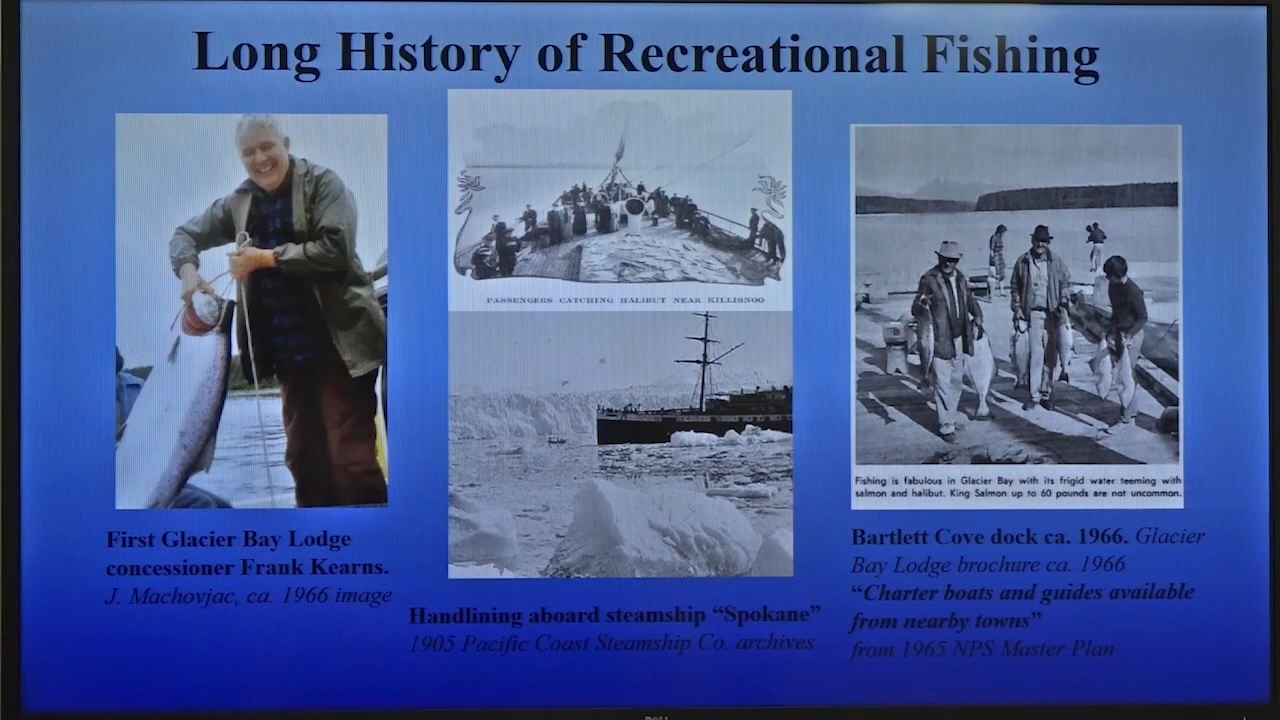 Long History of Recreational Fishing
PASSENGERS CATCHING HALIBUT NEAR KILLISNOO
Fishing is fabulous in Glacier Bay with its frigid water teeming with
salmon and halibut. King Salmon up to 60 pounds are not uncommon.
First Glacier Bay Lodge
concessioner Frank Kearns.
J. Machovjac, ca. 1966 image
Handlining aboard steamship “Spokane”
1905 Pacific Coast Steamship Co. archives
Bartlett Cove dock ca. 1966. Glacier
Bay Lodge brochure ca. 1966
“Charter boats and guides available
from nearby towns”
from 1965 NPS Master Plan